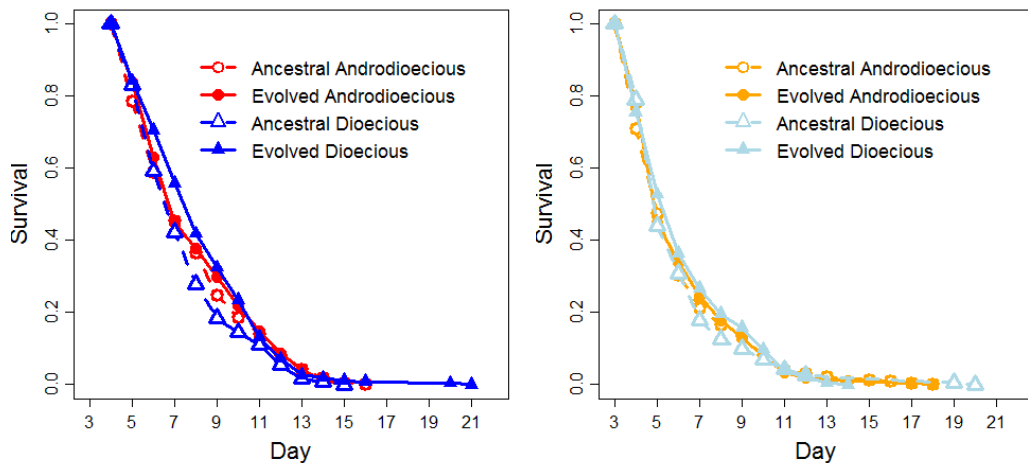 1.0
0.8
0.6
0.4
0.2
0.0
Survival
Ancestral Androdioecious
Evolved Androdioecious
Ancestral Dioecious
Evolved Dioecious
3 5 7 9 11 13 15 17 19 21
Day
1.0
0.8
0.6
0.4
0.2
0.0
Survival
Ancestral Androdioecious
Evolved Androdioecious
Ancestral Dioecious
Evolved Dioecious
3 5 7 9 11 13 15 17 19 21
Day